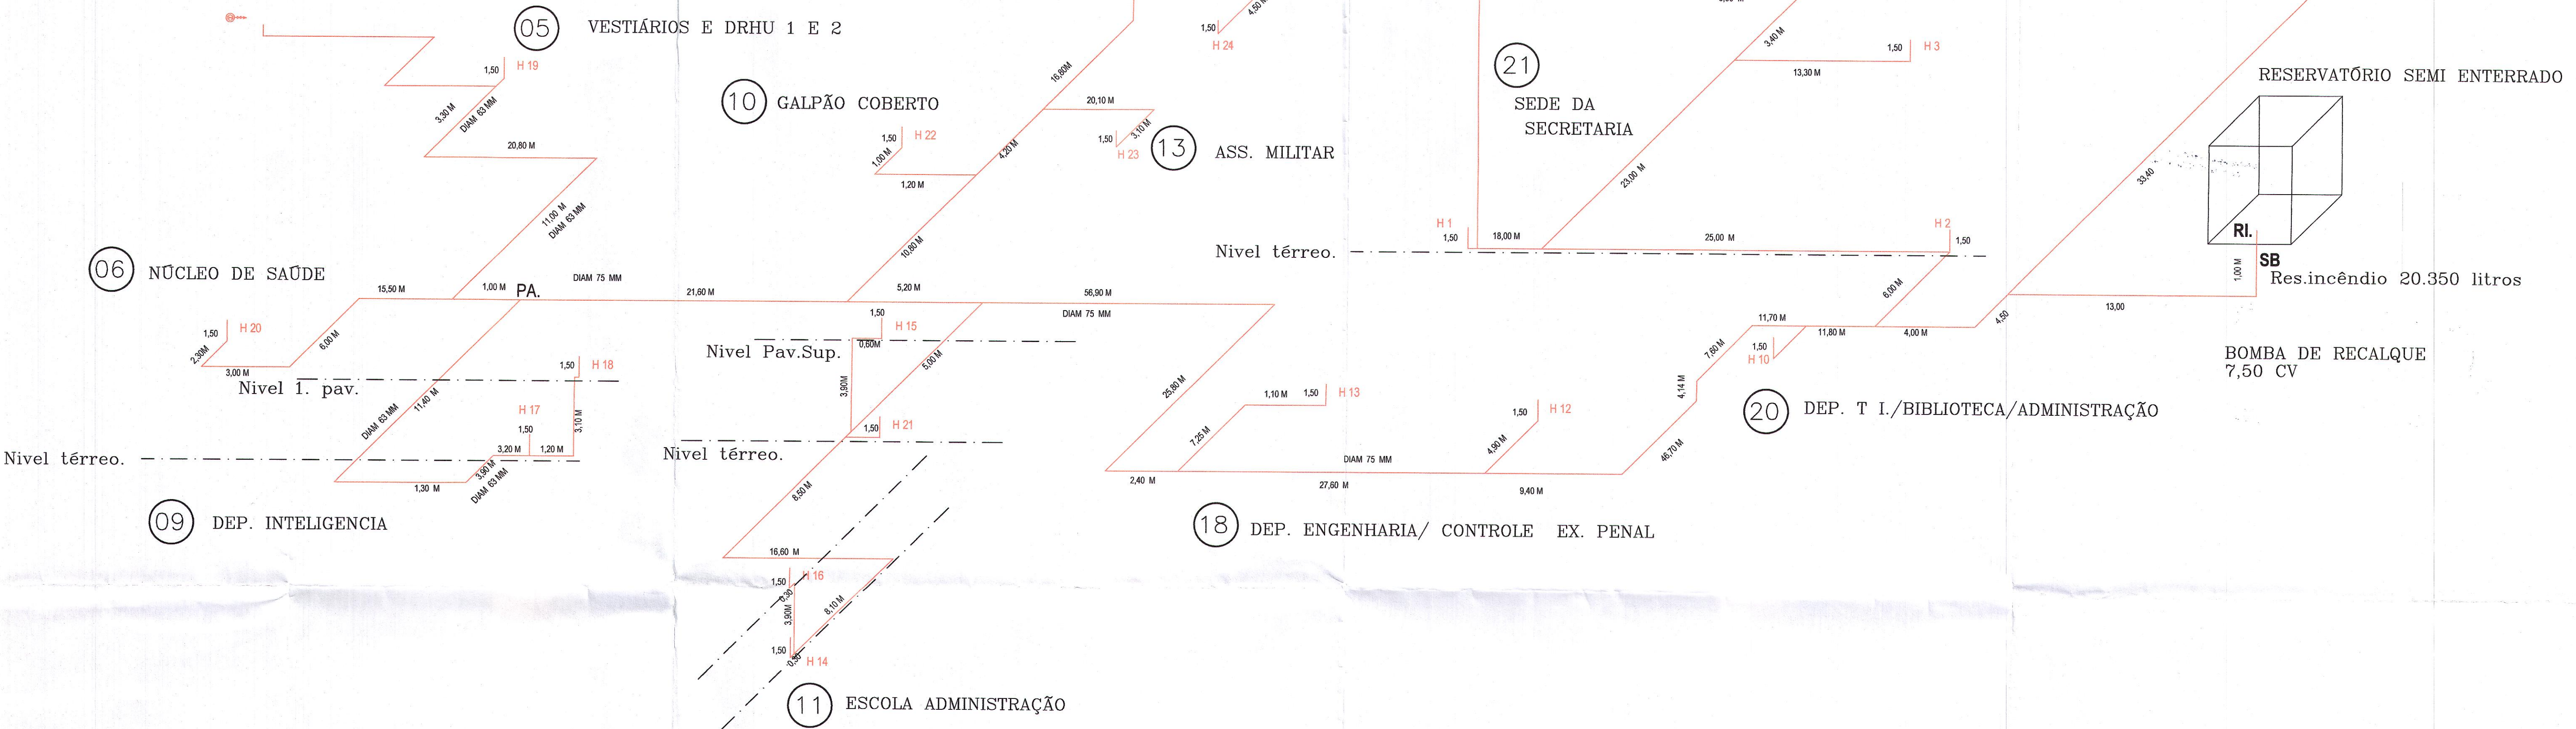 05
VESTIÁRIOS E DRHU 1 E 2
1,50
H 19
3,30 M
DIAM 63 MM
20,80 M
11,00 M
DIAM 63 MM
06
NÚCLEO DE SAÚDE
15,50 M
1,00 M
PA.
DIAM 75 MM
21,60 M
5,20 M
56,90 M
DIAM 75 MM
1,50
H 20
2,30M
3,00 M
6,00 M
Nivel 1. pav.
1,50
H 18
11,40 M
DIAM 63 MM
H 17
1,50
3,10 M
3,20 M
1,20 M
3,90 M
DIAM 63 MM
1,30 M
Nivel térreo.
09
DEP. INTELIGENCIA
10
GALPÃO COBERTO
1,50
H 22
1,00 M
1,20 M
16,80M
20,10 M
4,20 M
10,80 M
1,50
3,10 M
H 23
13
ASS. MILITAR
1,50
4,50 M
H 24
1,50
H 15
0,60M
Nivel Pav.Sup.
3,90M
5,00 M
1,50
H 21
Nivel térreo.
8,50 M
16,60 M
1,50
H 16
0,30
3,90M
8,10 M
1,50
0,30
H 14
11
ESCOLA ADMINISTRAÇÃO
25,80 M
1,10 M
1,50
H 13
7,25 M
1,50
H 12
4,90 M
DIAM 75 MM
2,40 M
27,60 M
9,40 M
46,70 M
18
DEP. ENGENHARIA/ CONTROLE EX. PENAL
21
SEDE DA
SECRETARIA
3,40 M
1,50
H 3
13,30 M
23,00 M
H 1
1,50
18,00 M
25,00 M
H 2
1,50
Nivel térreo.
6,00 M
11,70 M
11,80 M
4,00 M
4,50
1,50
H 10
7,60 M
4,14 M
20
DEP. T I./BIBLIOTECA/ADMINISTRAÇÃO
RESERVATÓRIO SEMI ENTERRADO
33,40
RI.
SB
1,00 M
Res.incêndio 20.350 litros
13,00
BOMBA DE RECALQUE
7,50 CV